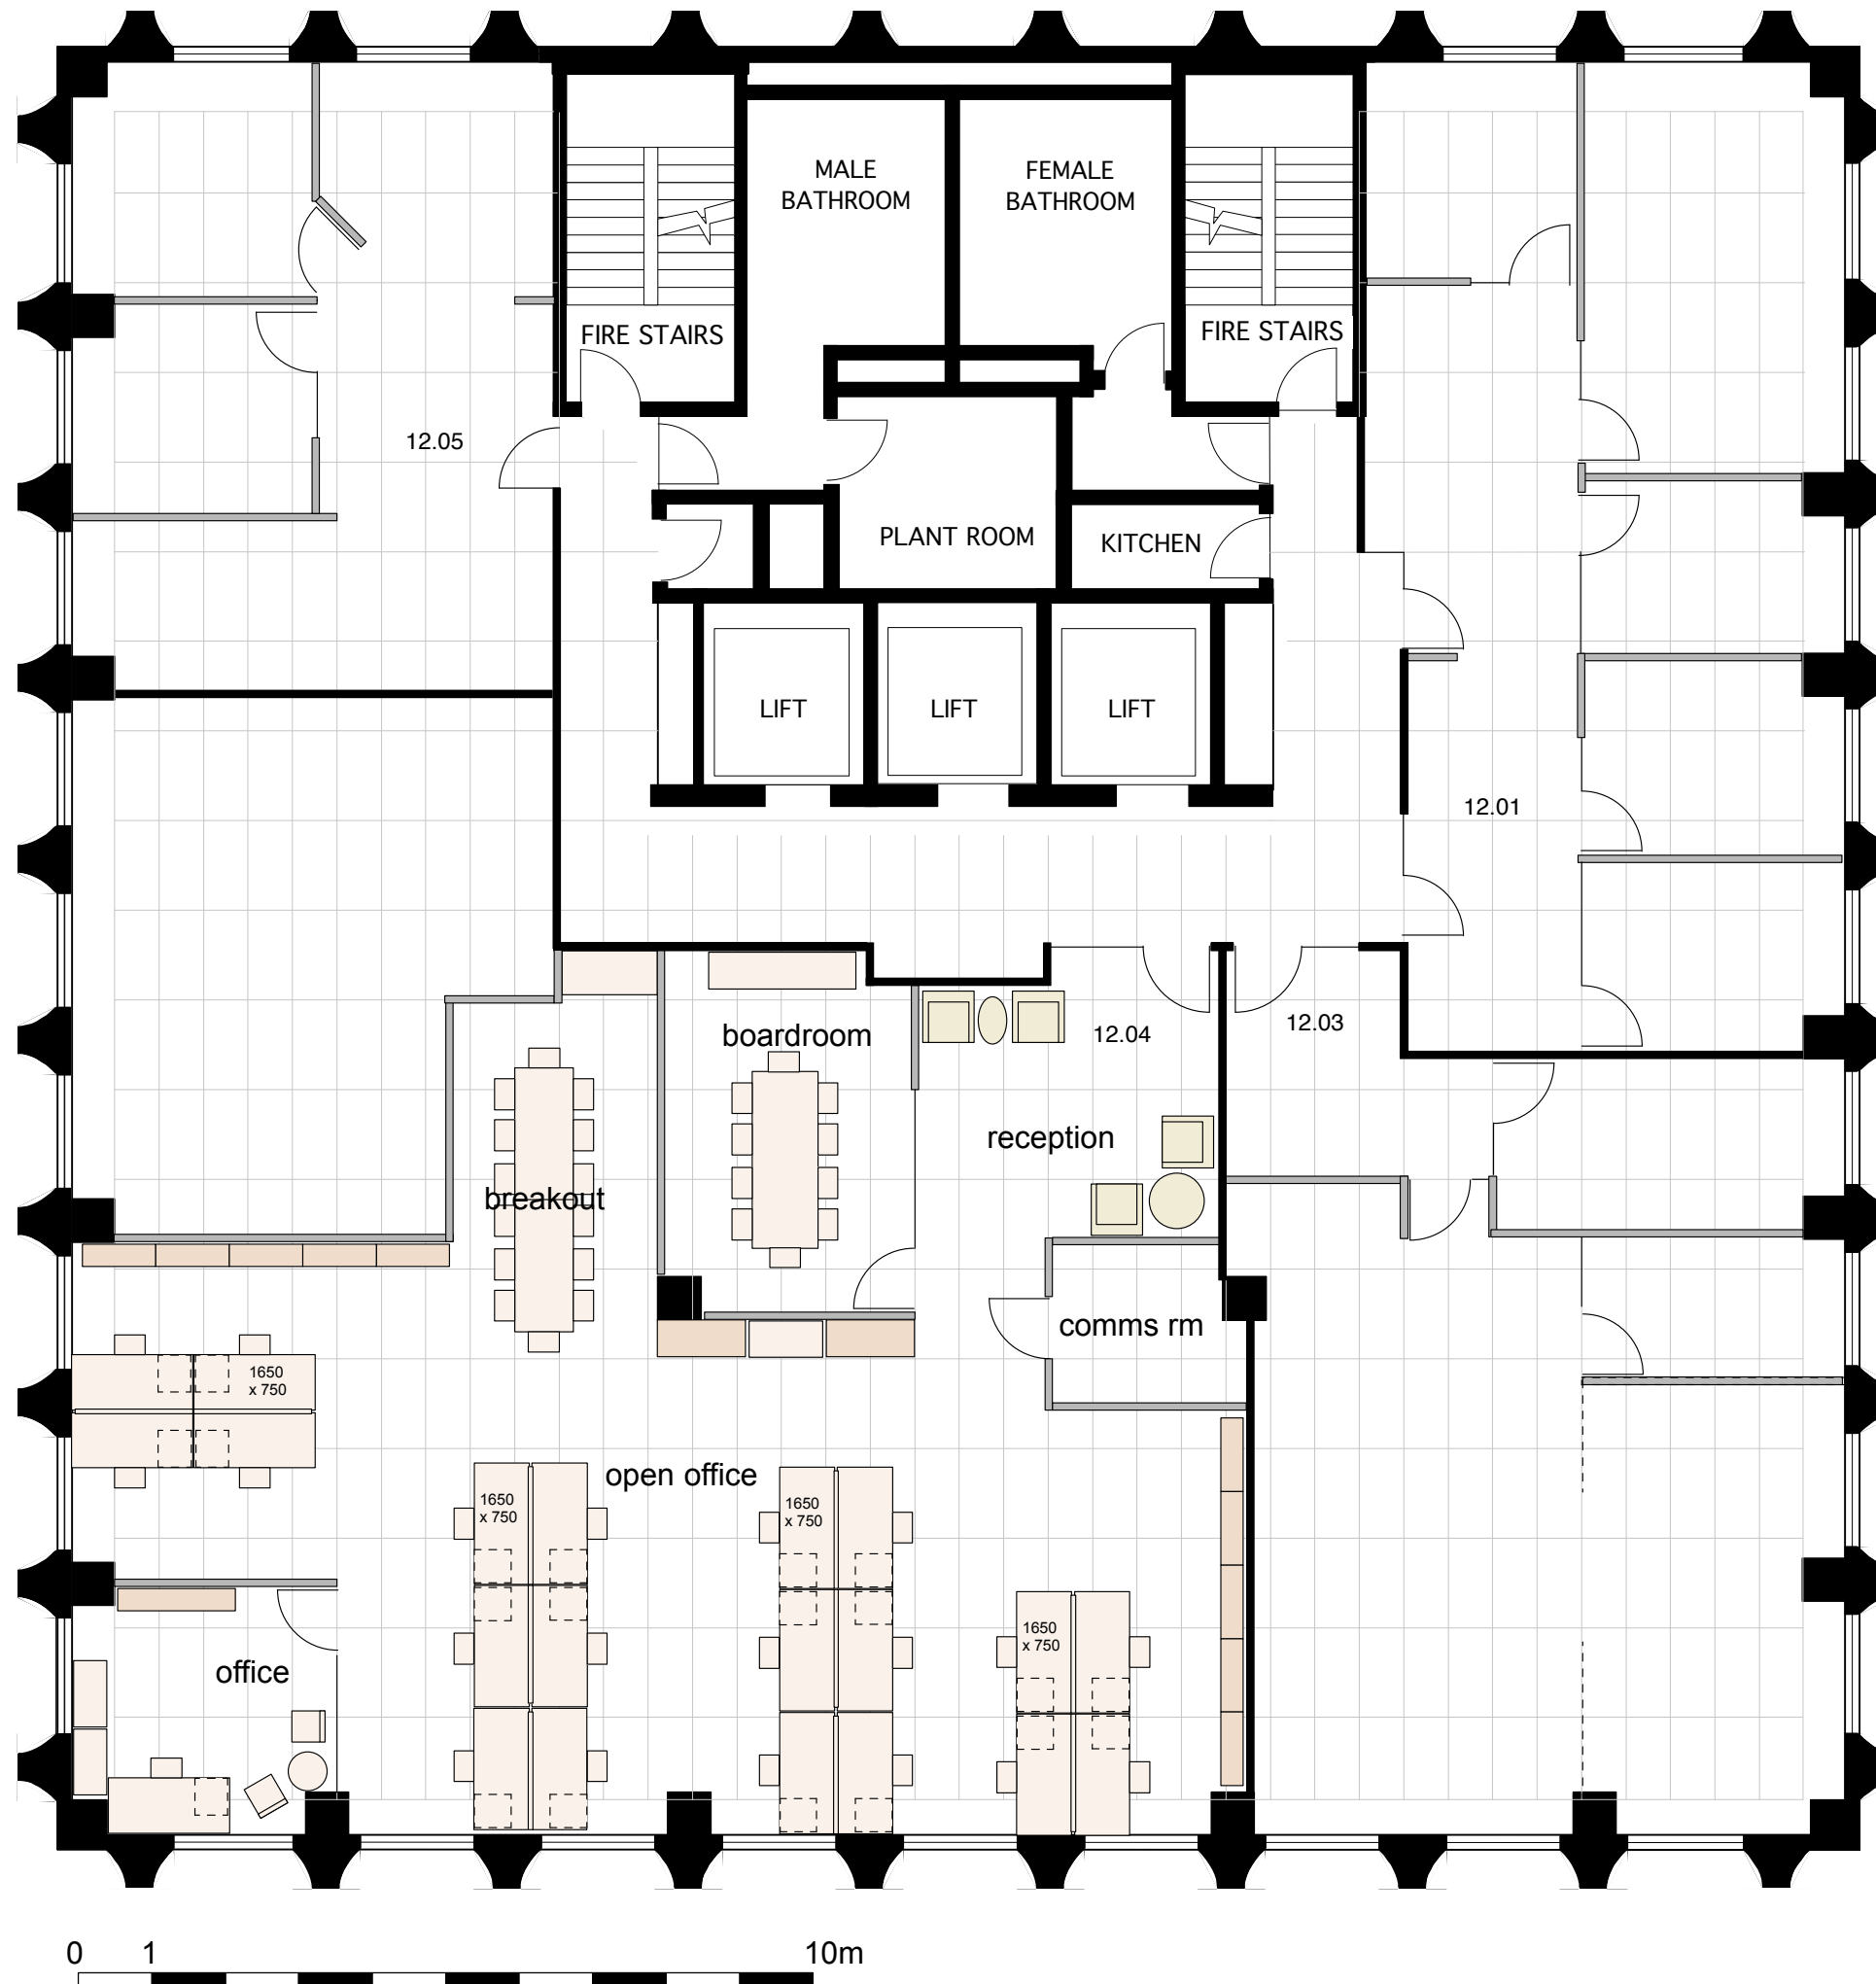 MALE
BATHROOM
FEMALE
BATHROOM
FIRE STAIRS
FIRE STAIRS
12.05
PLANT ROOM
KITCHEN
LIFT
LIFT
LIFT
12.01
boardroom
12.04
12.03
reception
breakout
comms rm
1650
x 750
open office
1650
x 750
1650
x 750
1650
x 750
office
0 1 10m